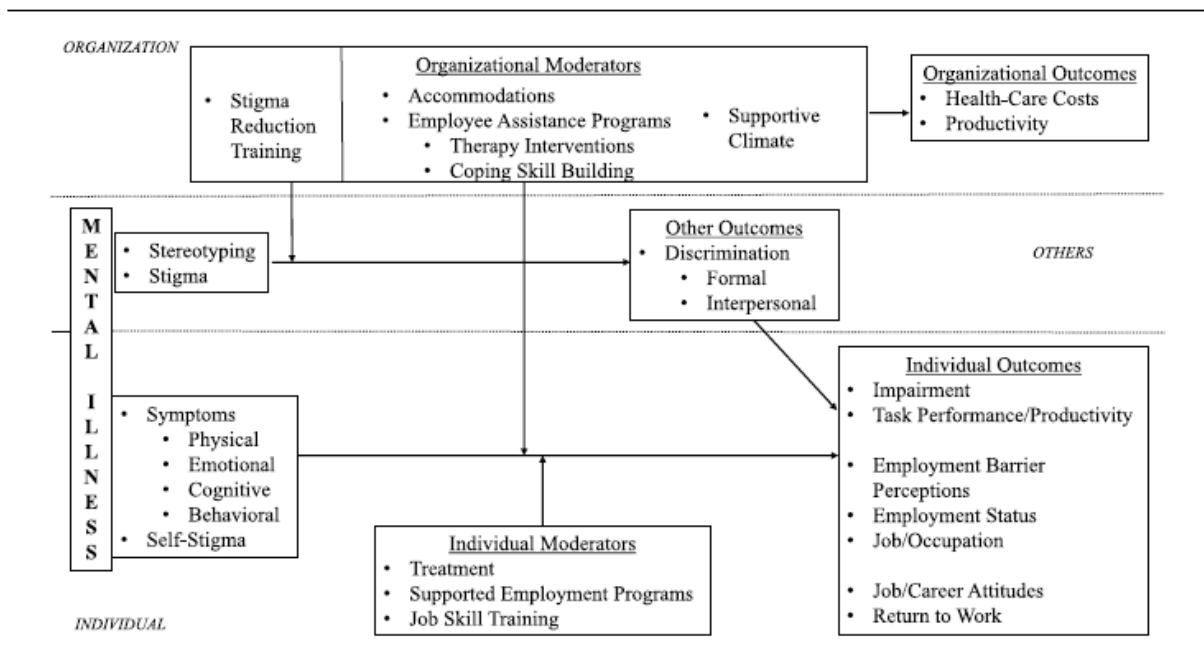 ORGANIZATION
Organizational Moderators
• Stigma
Reduction
Training
• Accommodations
• Employee Assistance Programs
• Therapy Interventions
• Coping Skill Building
• Supportive
Climate
Organizational Outcomes
• Health-Care Costs
• Productivity
MENTAL ILLNESS
• Stereotyping
• Stigma
Other Outcomes
• Discrimination
• Formal
• Interpersonal
OTHERS
• Symptoms
• Physical
• Emotional
• Cognitive
• Behavioral
• Self-Stigma
Individual Moderators
• Treatment
• Supported Employment Programs
• Job Skill Training
Individual Outcomes
• Impairment
• Task Performance/Productivity
• Employment Barrier
Perceptions
• Employment Status
• Job/Occupation
• Job/Career Attitudes
• Return to Work
INDIVIDUAL